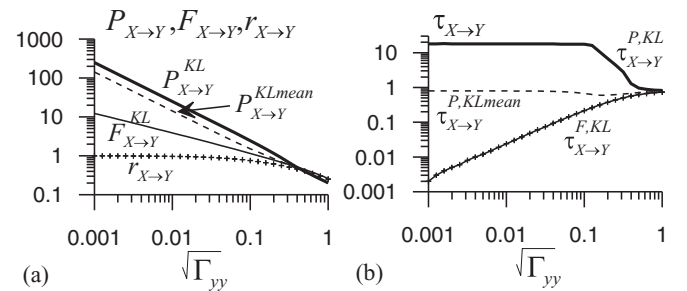 P_{X→Y}, F_{X→Y}, r_{X→Y}
1000
100
10
1
0.1
P^{KL}_{X→Y}
P^{KLmean}_{X→Y}
F^{KL}_{X→Y}
r_{X→Y}
0.001 0.01 0.1 1
(a)
√Γ_{yy}
τ_{X→Y}
100
10
1
0.1
0.01
0.001
τ^{P,KL}_{X→Y}
τ^{P,KLmean}_{X→Y}
τ^{F,KL}_{X→Y}
0.001 0.01 0.1 1
(b)
√Γ_{yy}